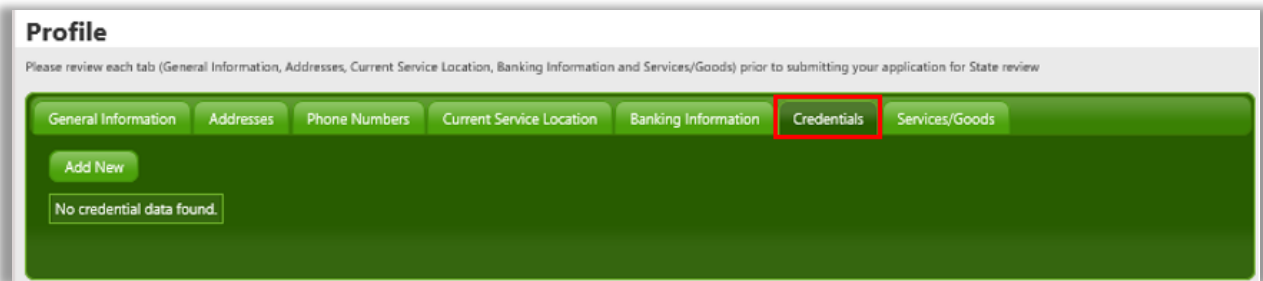 Profile
Please review each tab (General Information, Addresses, Current Service Location, Banking Information and Services/Goods) prior to submitting your application for State review
General Information Addresses Phone Numbers Current Service Location Banking Information Credentials Services/Goods
Add New
No credential data found.